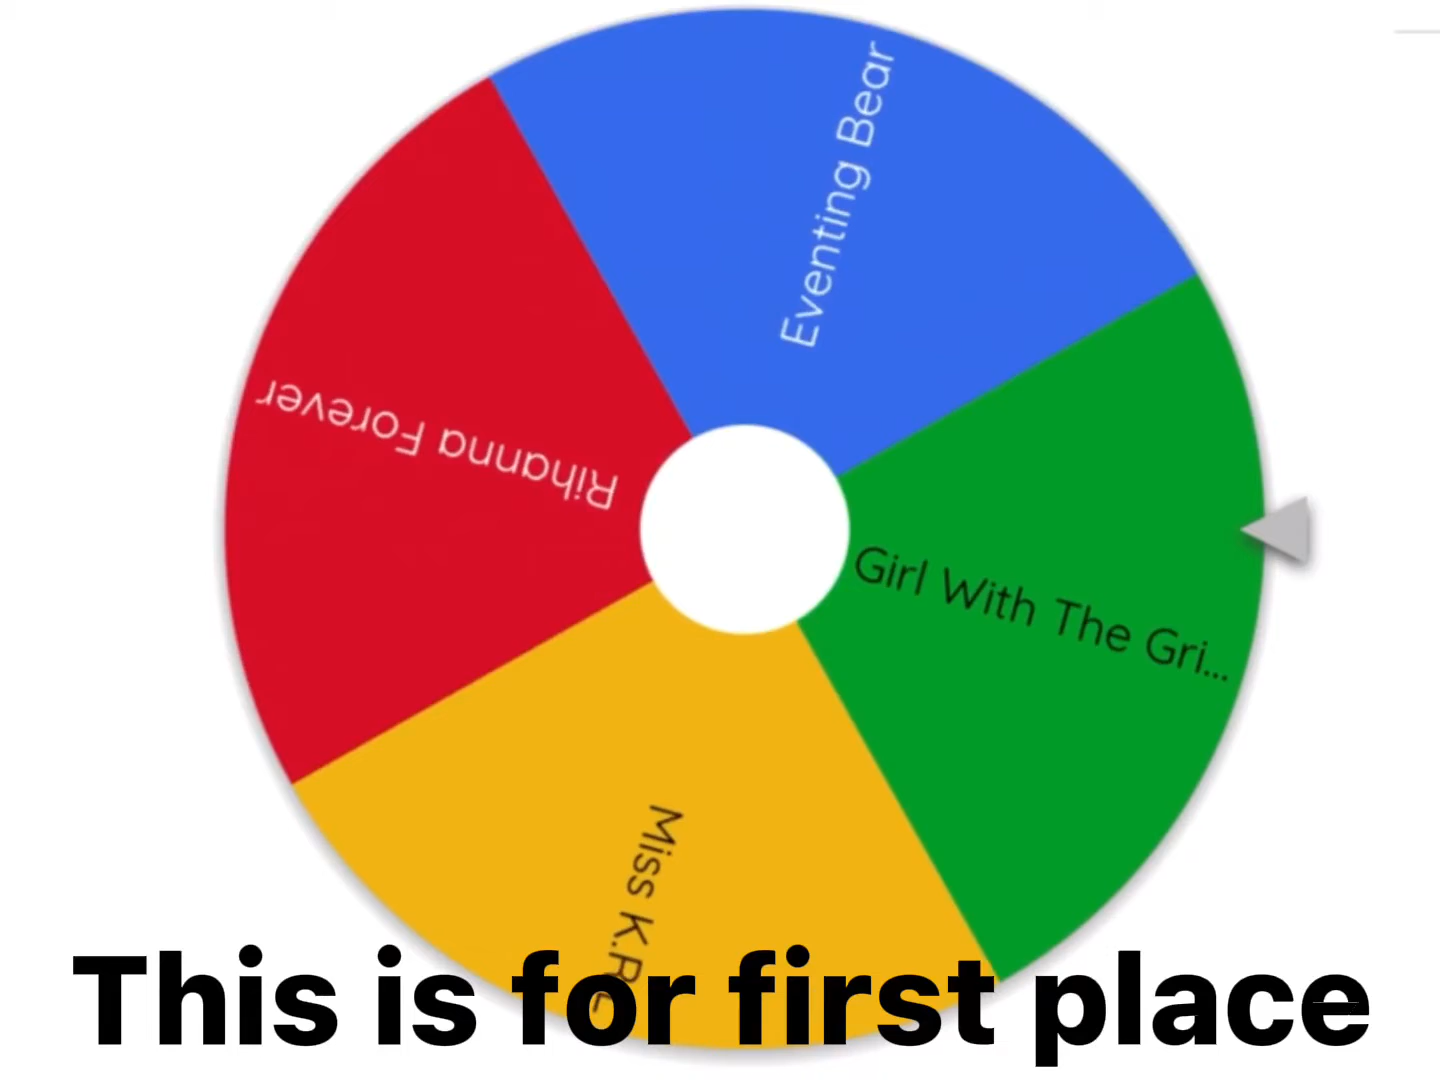 Eventing Bear
Rihanna Forever
Girl With The Gri...
Miss K.R.
This is for first place